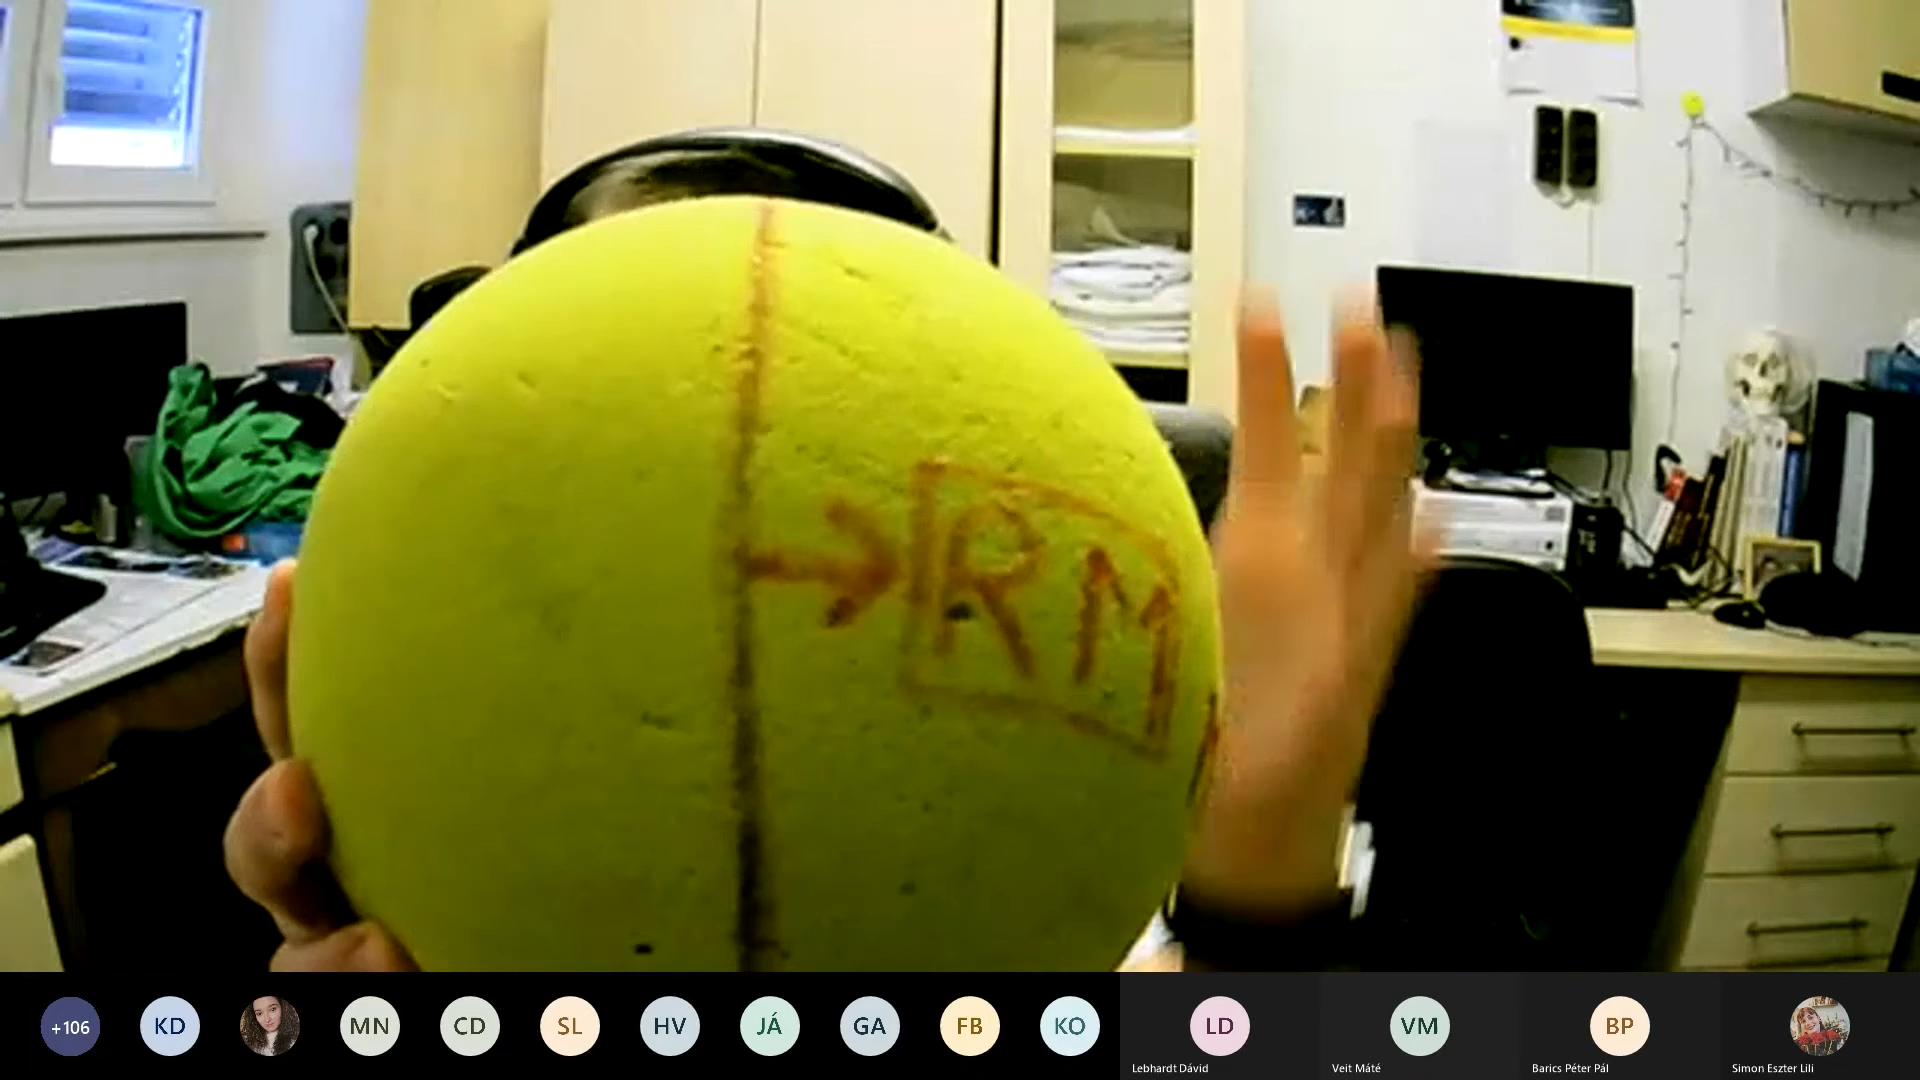 → RM
+106
KD
MN
CD
SL
HV
JÁ
GA
FB
KO
LD
VM
BP
Lebhardt Dávid
Veit Máté
Barics Péter Pál
Simon Eszter Lili